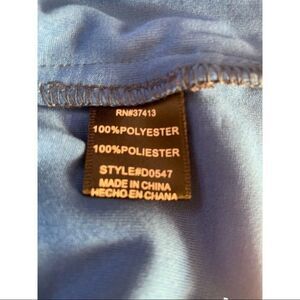 RN#37413
100%POLYESTER
100%POLIESTER
STYLE#D0547
MADE IN CHINA
HECHO EN CHANA